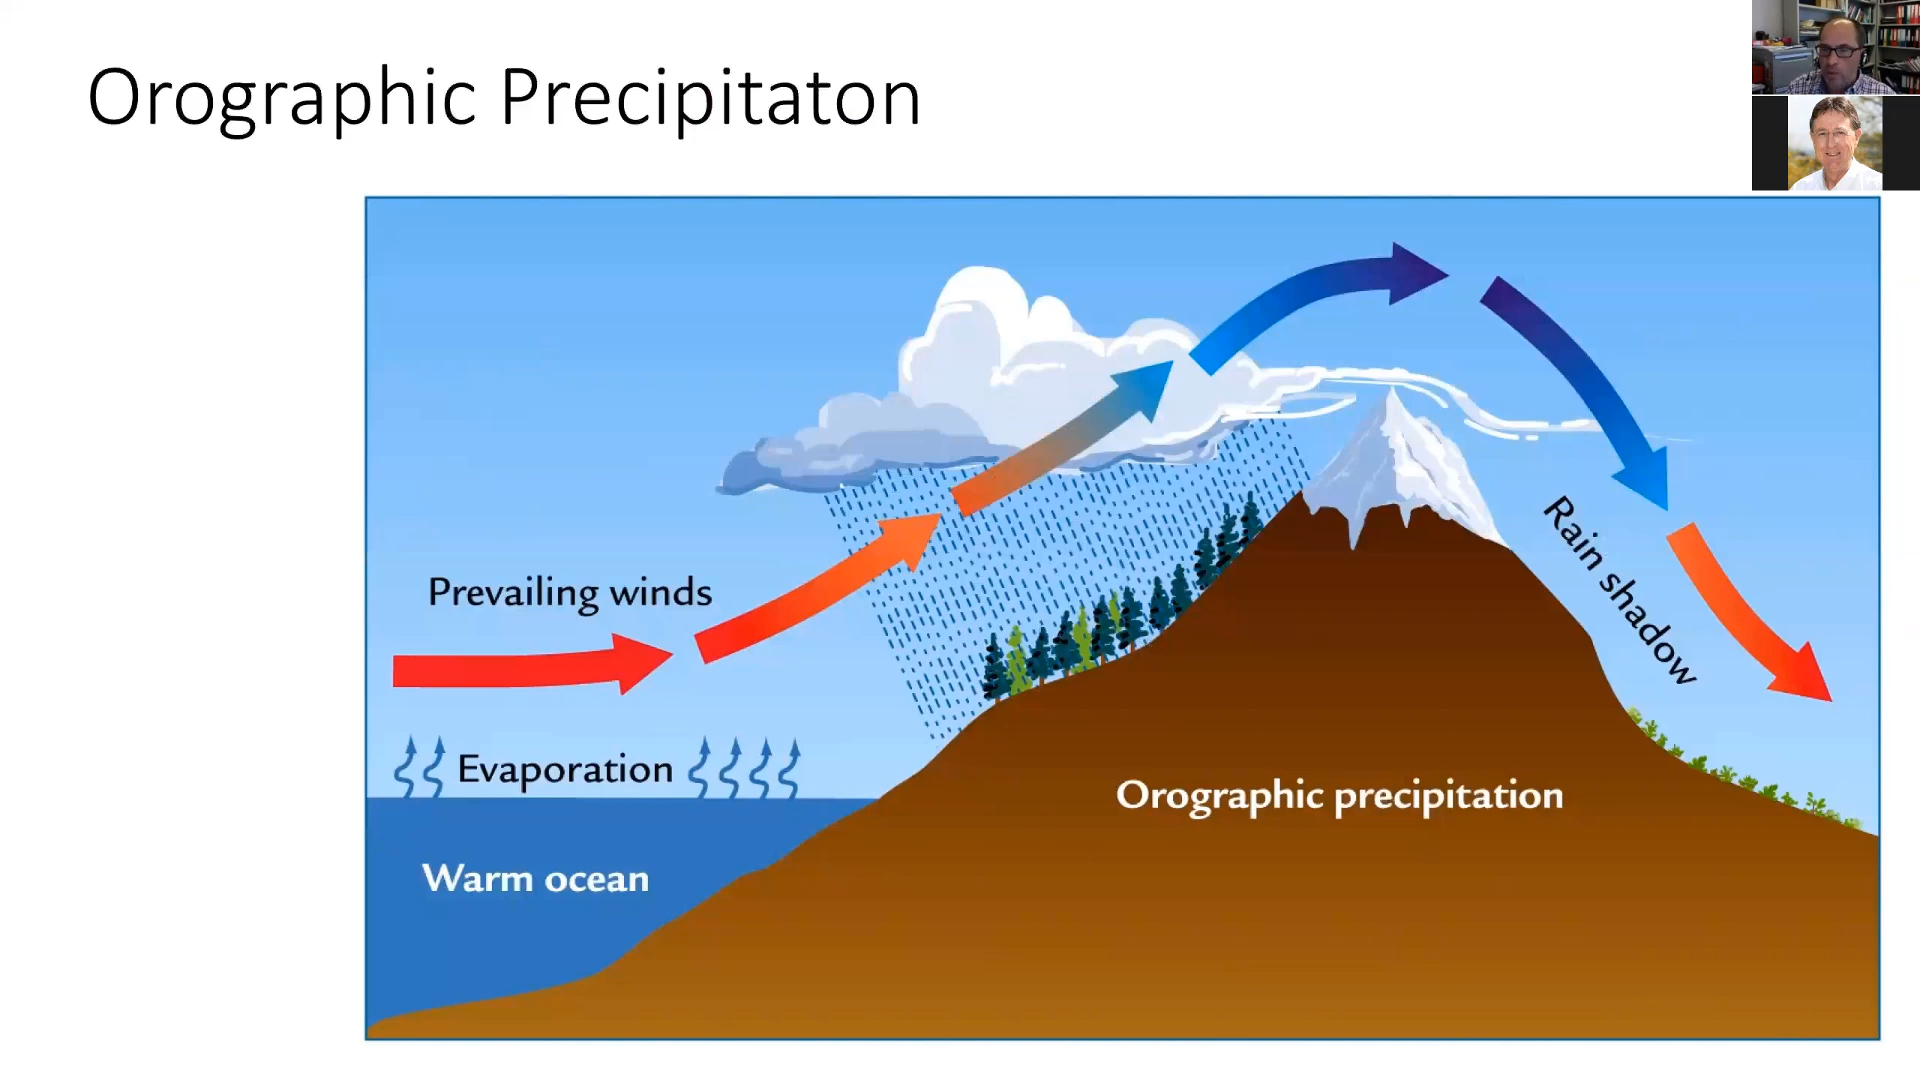 Orographic Precipitaton
Prevailing winds
Rain shadow
Evaporation
Orographic precipitation
Warm ocean